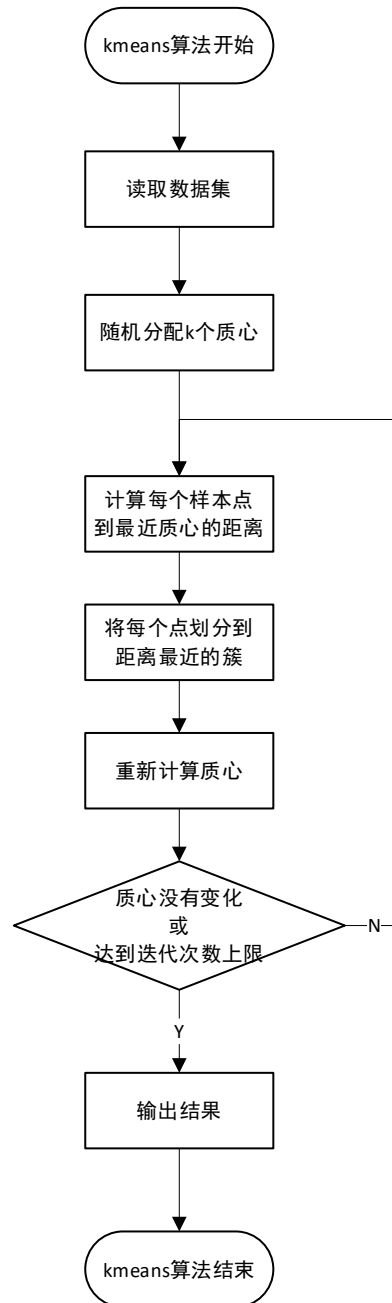 kmeans算法开始
读取数据集
随机分配k个质心
计算每个样本点
到最近质心的距离
将每个点划分到
距离最近的簇
重新计算质心
质心没有变化
或
达到迭代次数上限
N
Y
输出结果
kmeans算法结束